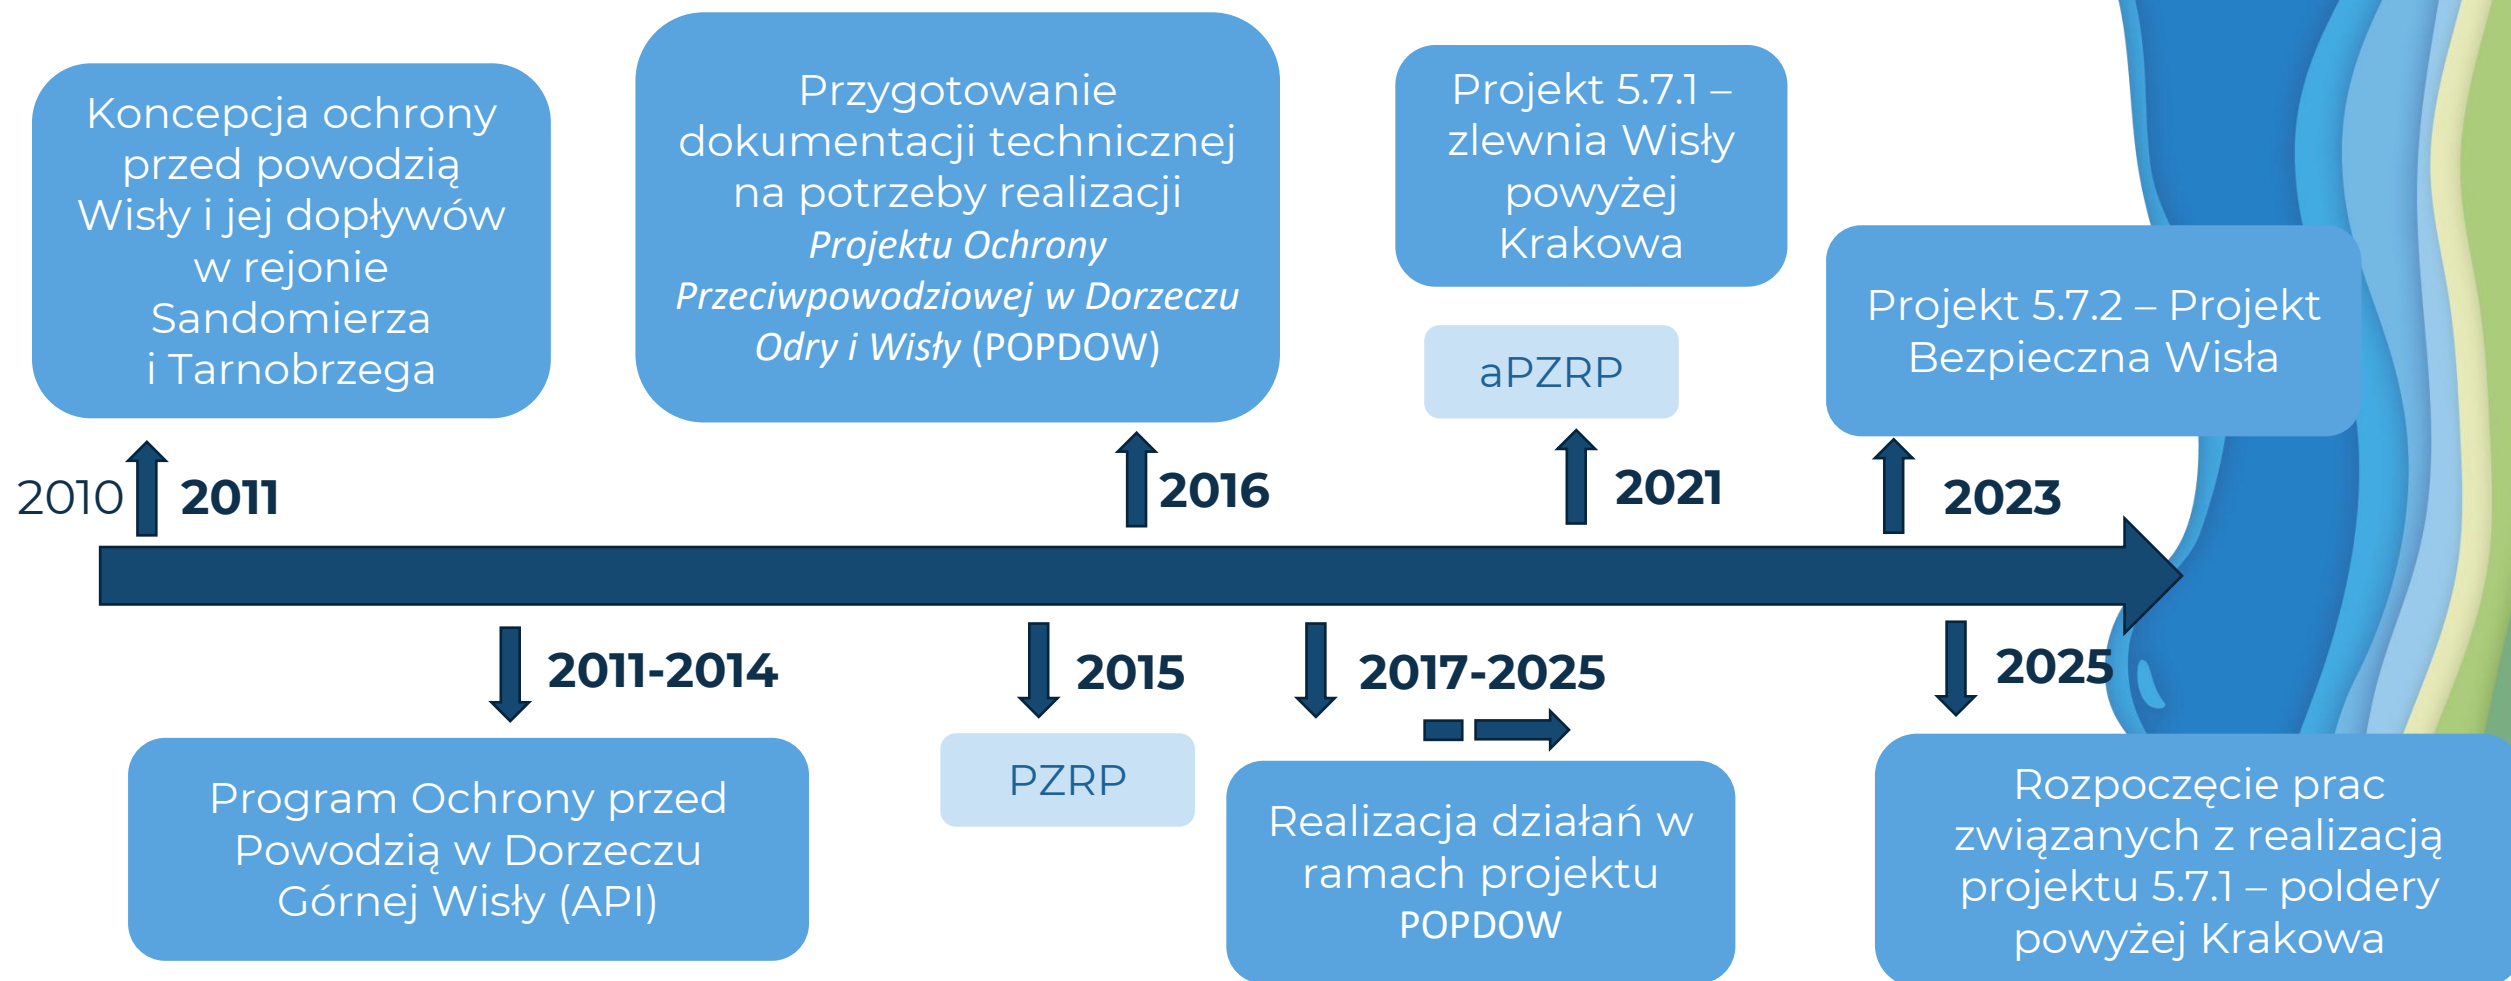 Koncepcja ochrony
przed powodzią
Wisły i jej dopływów
w rejonie
Sandomierza
i Tarnobrzega
Przygotowanie
dokumentacji technicznej
na potrzeby realizacji
Projektu Ochrony
Przeciwpowodziowej w Dorzeczu
Odry i Wisły (POPDOW)
Projekt 5.7.1 –
zlewnia Wisły
powyżej
Krakowa
aPZRP
Projekt 5.7.2 – Projekt
Bezpieczna Wisła
2010
2011
2016
2021
2023
2011-2014
2015
2017-2025
2025
Program Ochrony przed
Powodzią w Dorzeczu
Górnej Wisły (API)
PZRP
Realizacja działań w
ramach projektu
POPDOW
Rozpoczęcie prac
związanych z realizacją
projektu 5.7.1 – poldery
powyżej Krakowa